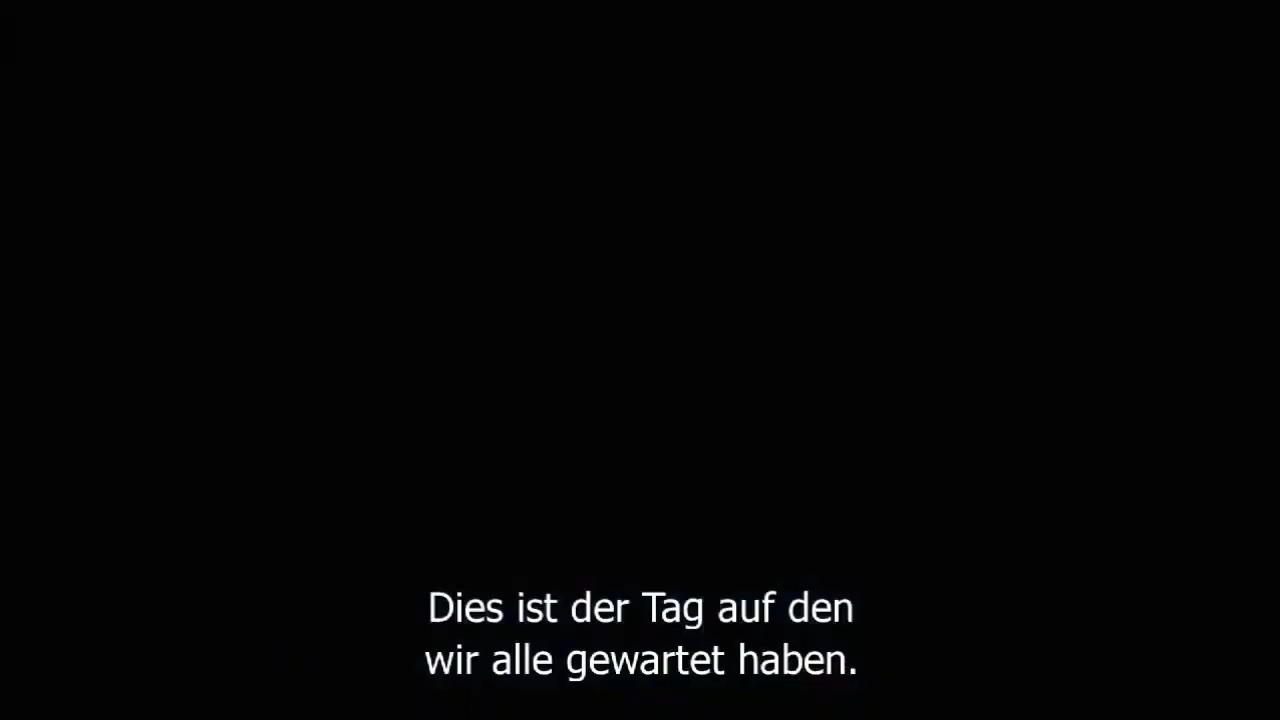 Dies ist der Tag auf den
wir alle gewartet haben.